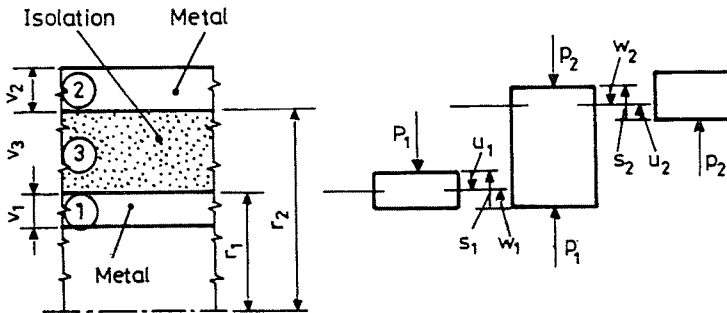 Isolation
Metal
v₂
2
v₃
3
v₁
1
Metal
r₁
r₂
p₁
u₁
s₁
w₁
p₂
w₂
s₂
u₂
p₁
p₂